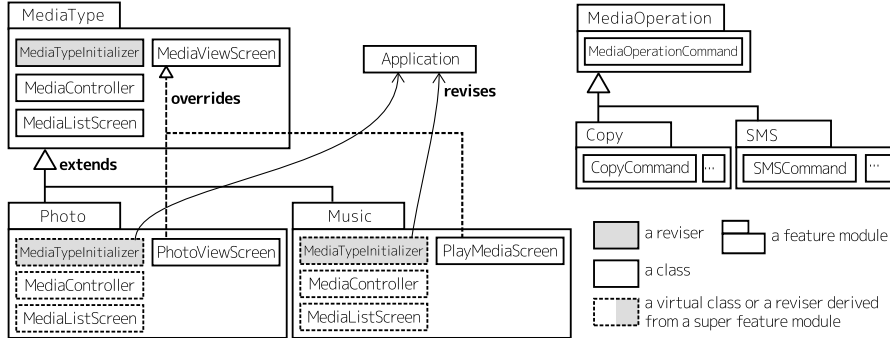 MediaType
MediaTypeInitializer
MediaViewScreen
MediaController
MediaListScreen
overrides
Application
revises
MediaOperation
MediaOperationCommand
Copy
CopyCommand
...
SMS
SMSCommand
...
extends
Photo
MediaTypeInitializer
PhotoViewScreen
MediaController
MediaListScreen
Music
MediaTypeInitializer
PlayMediaScreen
MediaController
MediaListScreen
a reviser
a feature module
a class
a virtual class or a reviser derived
from a super feature module